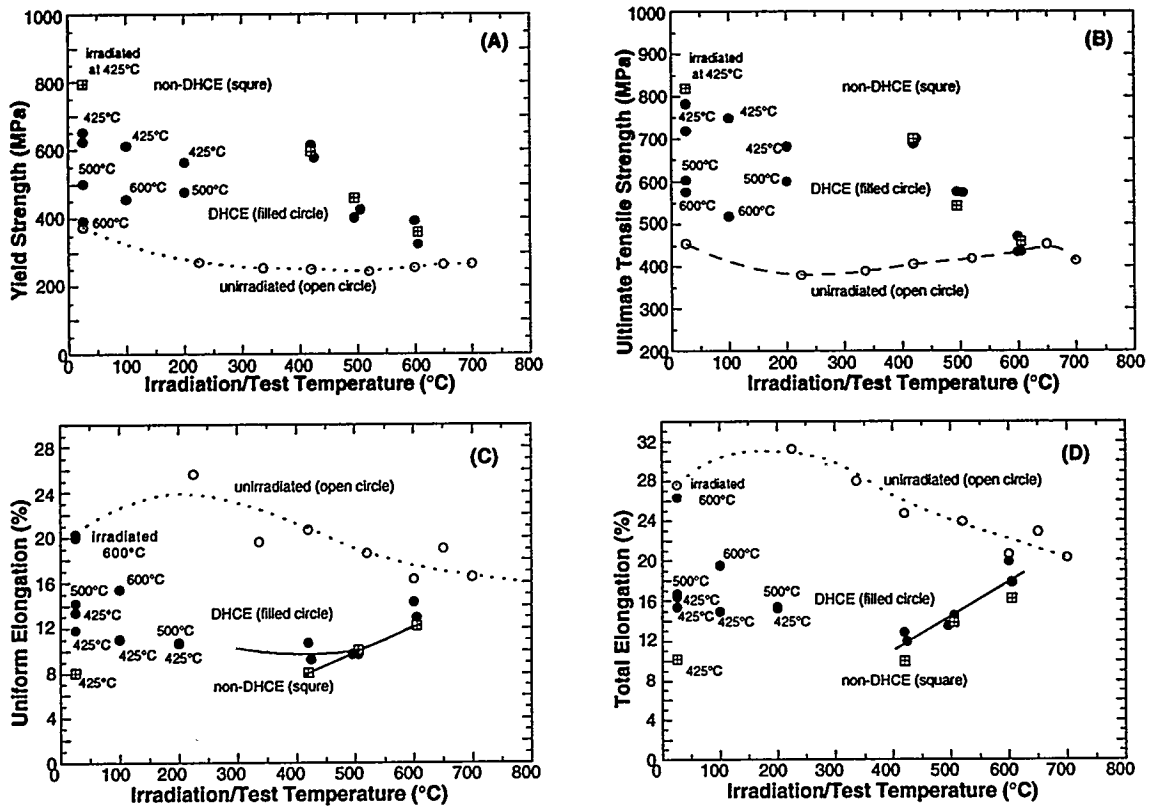 Yield Strength (MPa)
1000
800
600
400
200
0
(A)
irradiated
at 425°C
non-DHCE (squre)
425°C
425°C
425°C
500°C
600°C
500°C
DHCE (filled circle)
600°C
unirradiated (open circle)
0 100 200 300 400 500 600 700 800
Irradiation/Test Temperature (°C)
Ultimate Tensile Strength (MPa)
1000
900
800
700
600
500
400
300
200
(B)
irradiated
at 425°C
non-DHCE (squre)
425°C
425°C
425°C
500°C
500°C
DHCE (filled circle)
600°C
600°C
unirradiated (open circle)
0 100 200 300 400 500 600 700 800
Irradiation/Test Temperature (°C)
Uniform Elongation (%)
28
24
20
16
12
8
4
0
(C)
unirradiated (open circle)
irradiated
600°C
600°C
500°C
425°C
DHCE (filled circle)
500°C
425°C
425°C
425°C
425°C
non-DHCE (squre)
0 100 200 300 400 500 600 700 800
Irradiation/Test Temperature (°C)
Total Elongation (%)
32
28
24
20
16
12
8
4
0
(D)
unirradiated (open circle)
irradiated
600°C
600°C
500°C
500°C
425°C
DHCE (filled circle)
425°C
425°C
425°C
425°C
non-DHCE (square)
0 100 200 300 400 500 600 700 800
Irradiation/Test Temperature (°C)